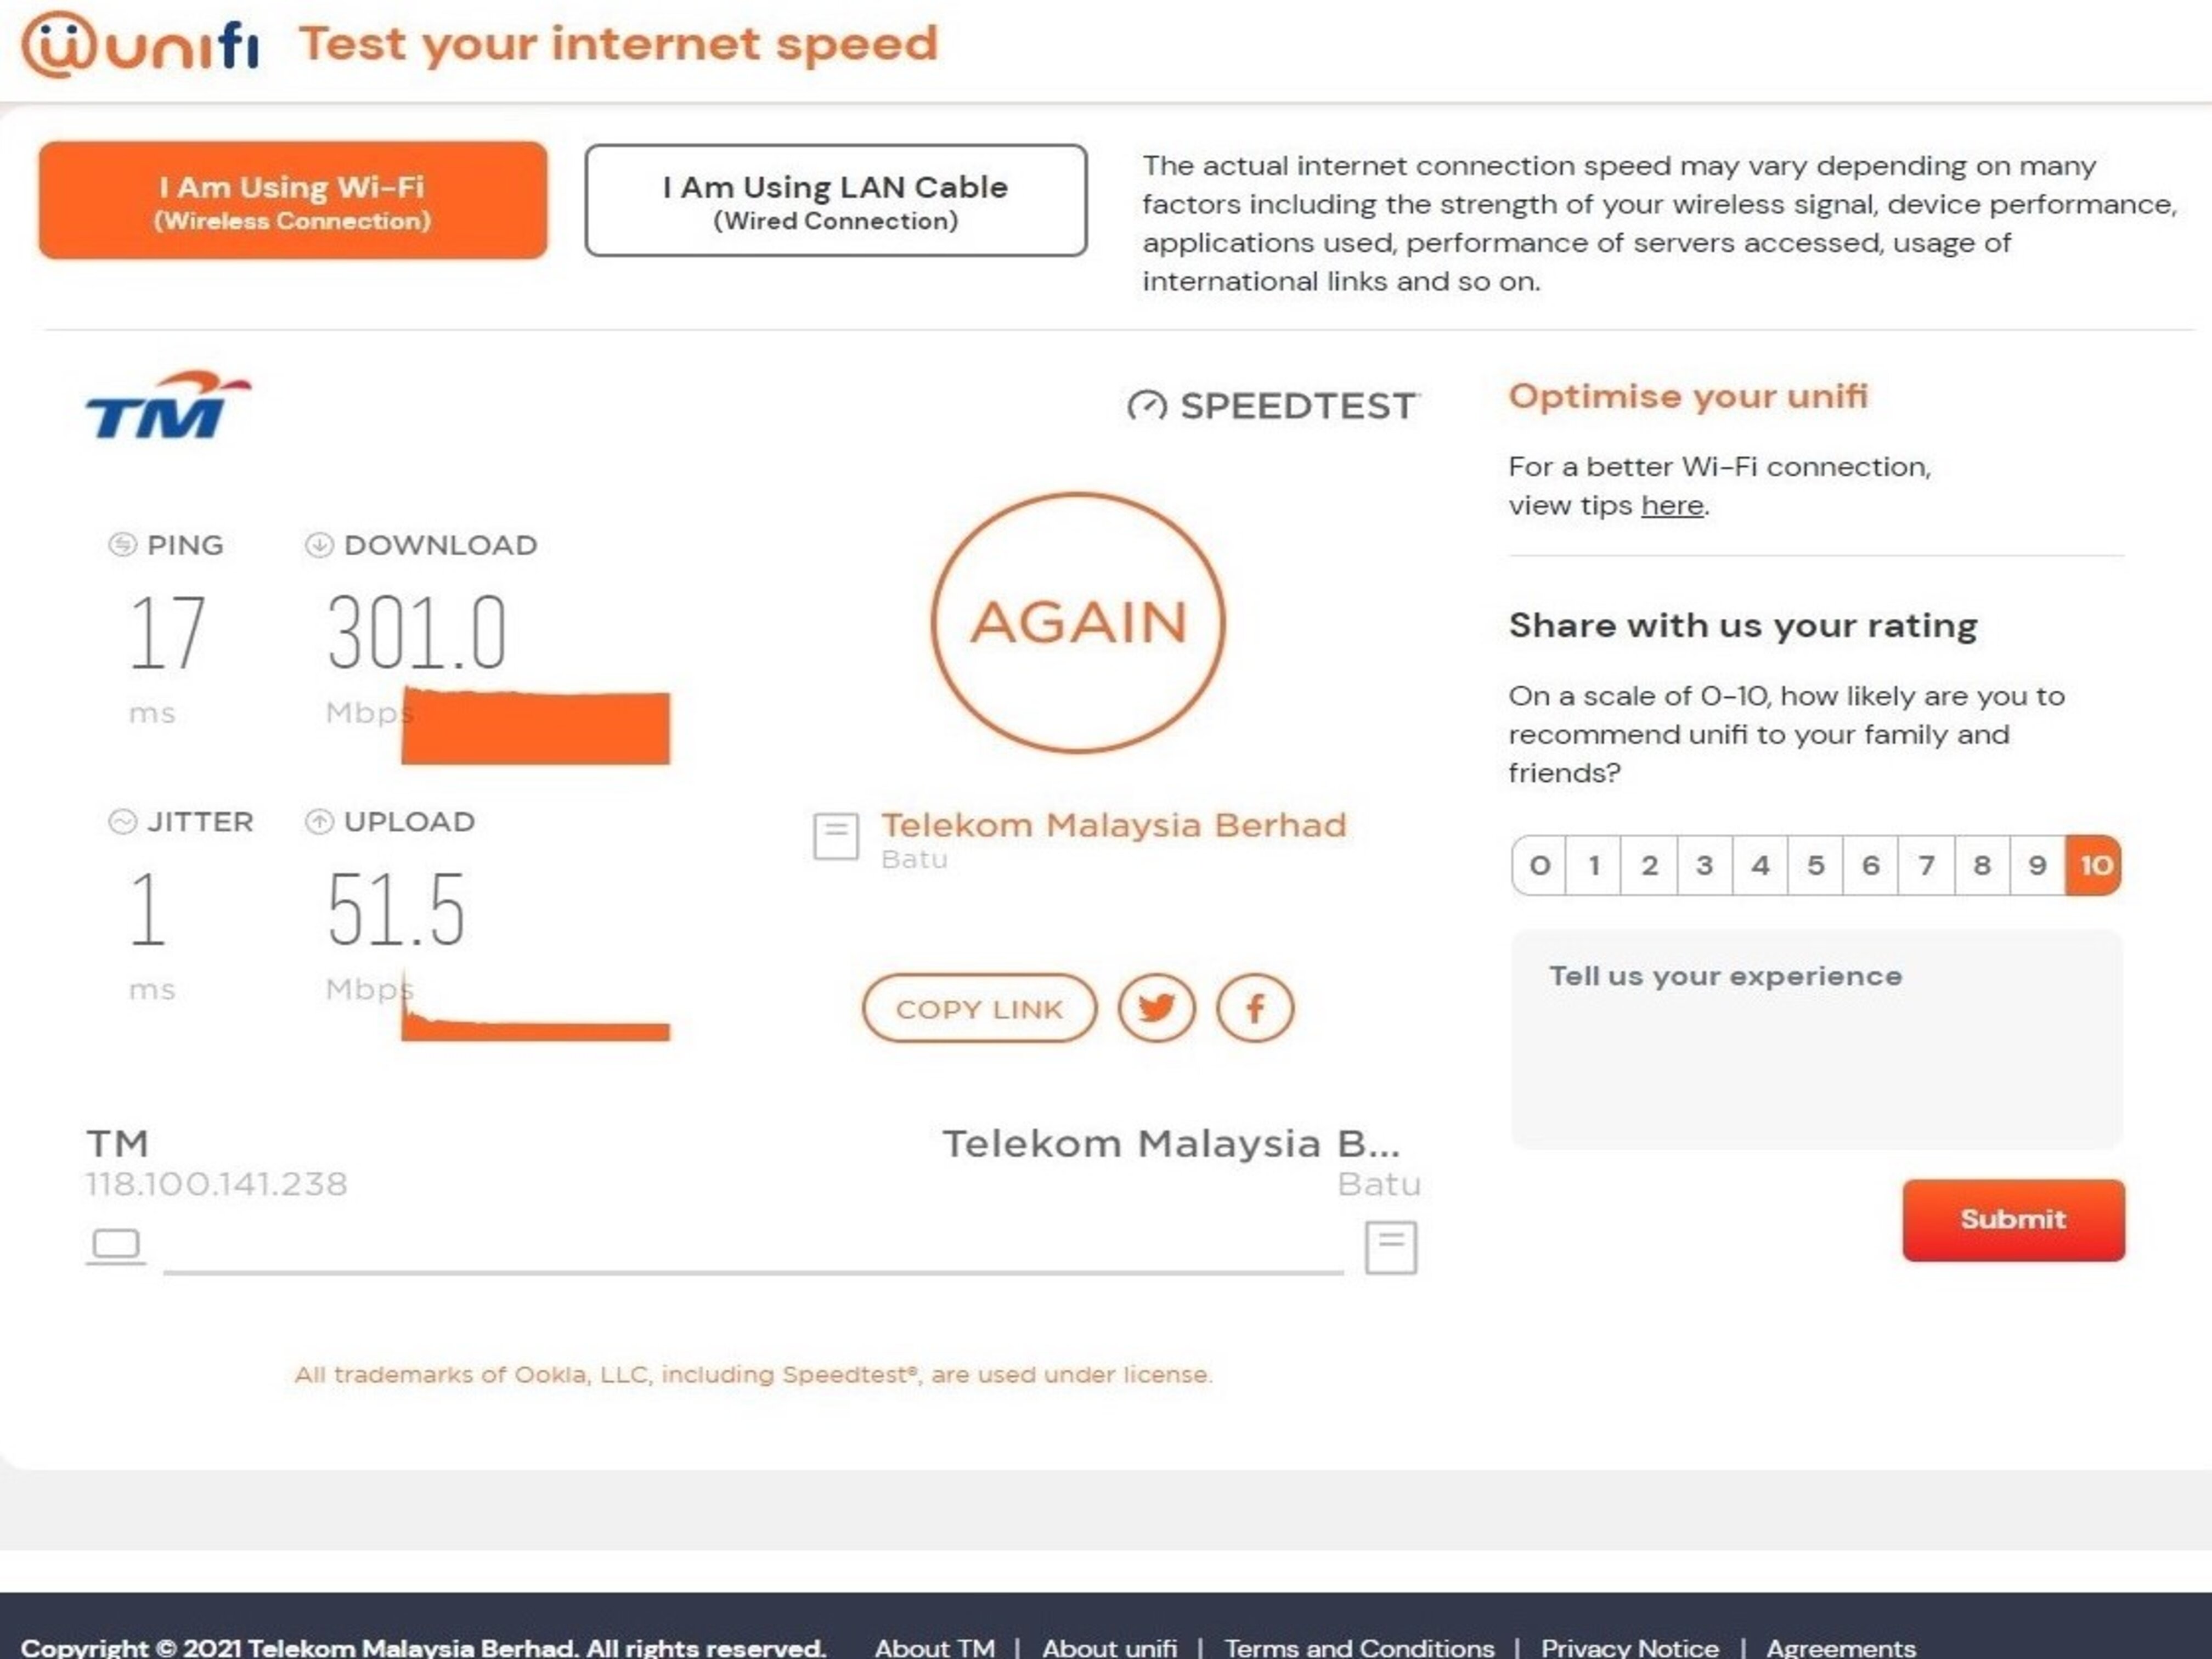 unifi Test your internet speed
I Am Using Wi-Fi
(Wireless Connection)
I Am Using LAN Cable
(Wired Connection)
The actual internet connection speed may vary depending on many
factors including the strength of your wireless signal, device performance,
applications used, performance of servers accessed, usage of
international links and so on.
TM
SPEEDTEST
PING
17
ms
DOWNLOAD
301.0
Mbps
JITTER
1
ms
UPLOAD
51.5
Mbps
AGAIN
Telekom Malaysia Berhad
Batu
COPY LINK
TM
118.100.141.238
Telekom Malaysia B...
Batu
All trademarks of Ookla, LLC, including Speedtest®, are used under license.
Optimise your unifi
For a better Wi-Fi connection,
view tips here.
Share with us your rating
On a scale of 0-10, how likely are you to
recommend unifi to your family and
friends?
0 1 2 3 4 5 6 7 8 9 10
Tell us your experience
Submit
Copyright © 2021 Telekom Malaysia Berhad. All rights reserved. About TM | About unifi | Terms and Conditions | Privacy Notice | Agreements